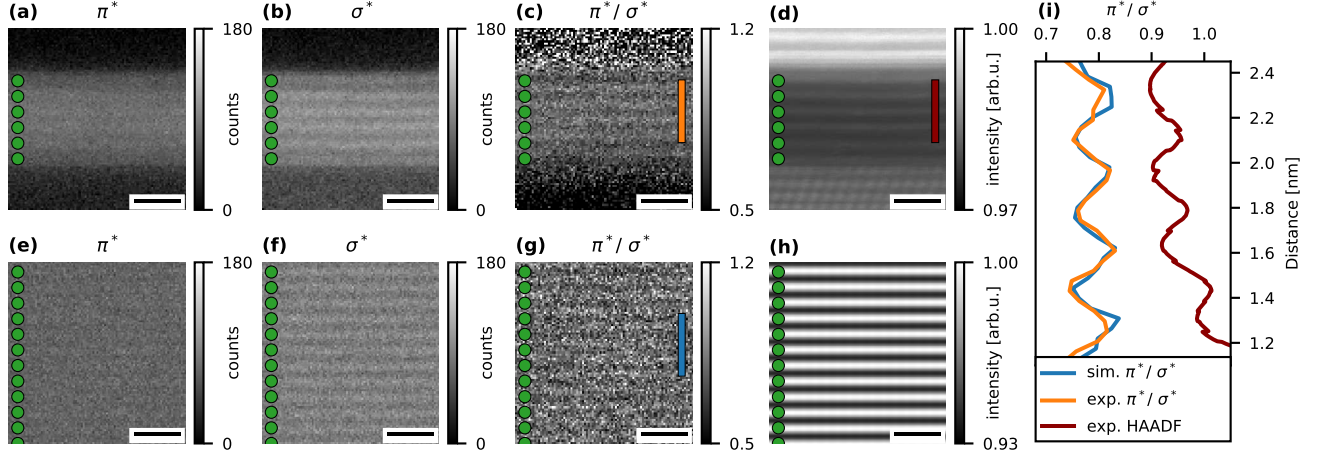 (a) π* (b) σ* (c) π*/ σ* (d) (i) π*/ σ*
180 180 1.2 1.00 0.7 0.8 0.9 1.0
counts counts intensity [arb.u.]
0 0 0.5 0.97
2.4
2.2
2.0
1.8
1.6
1.4
1.2
Distance [nm]
(e) π* (f) σ* (g) π*/ σ* (h)
180 180 1.2 1.00
counts counts intensity [arb.u.]
0 0 0.5 0.93
sim. π*/ σ*
exp. π*/ σ*
exp. HAADF